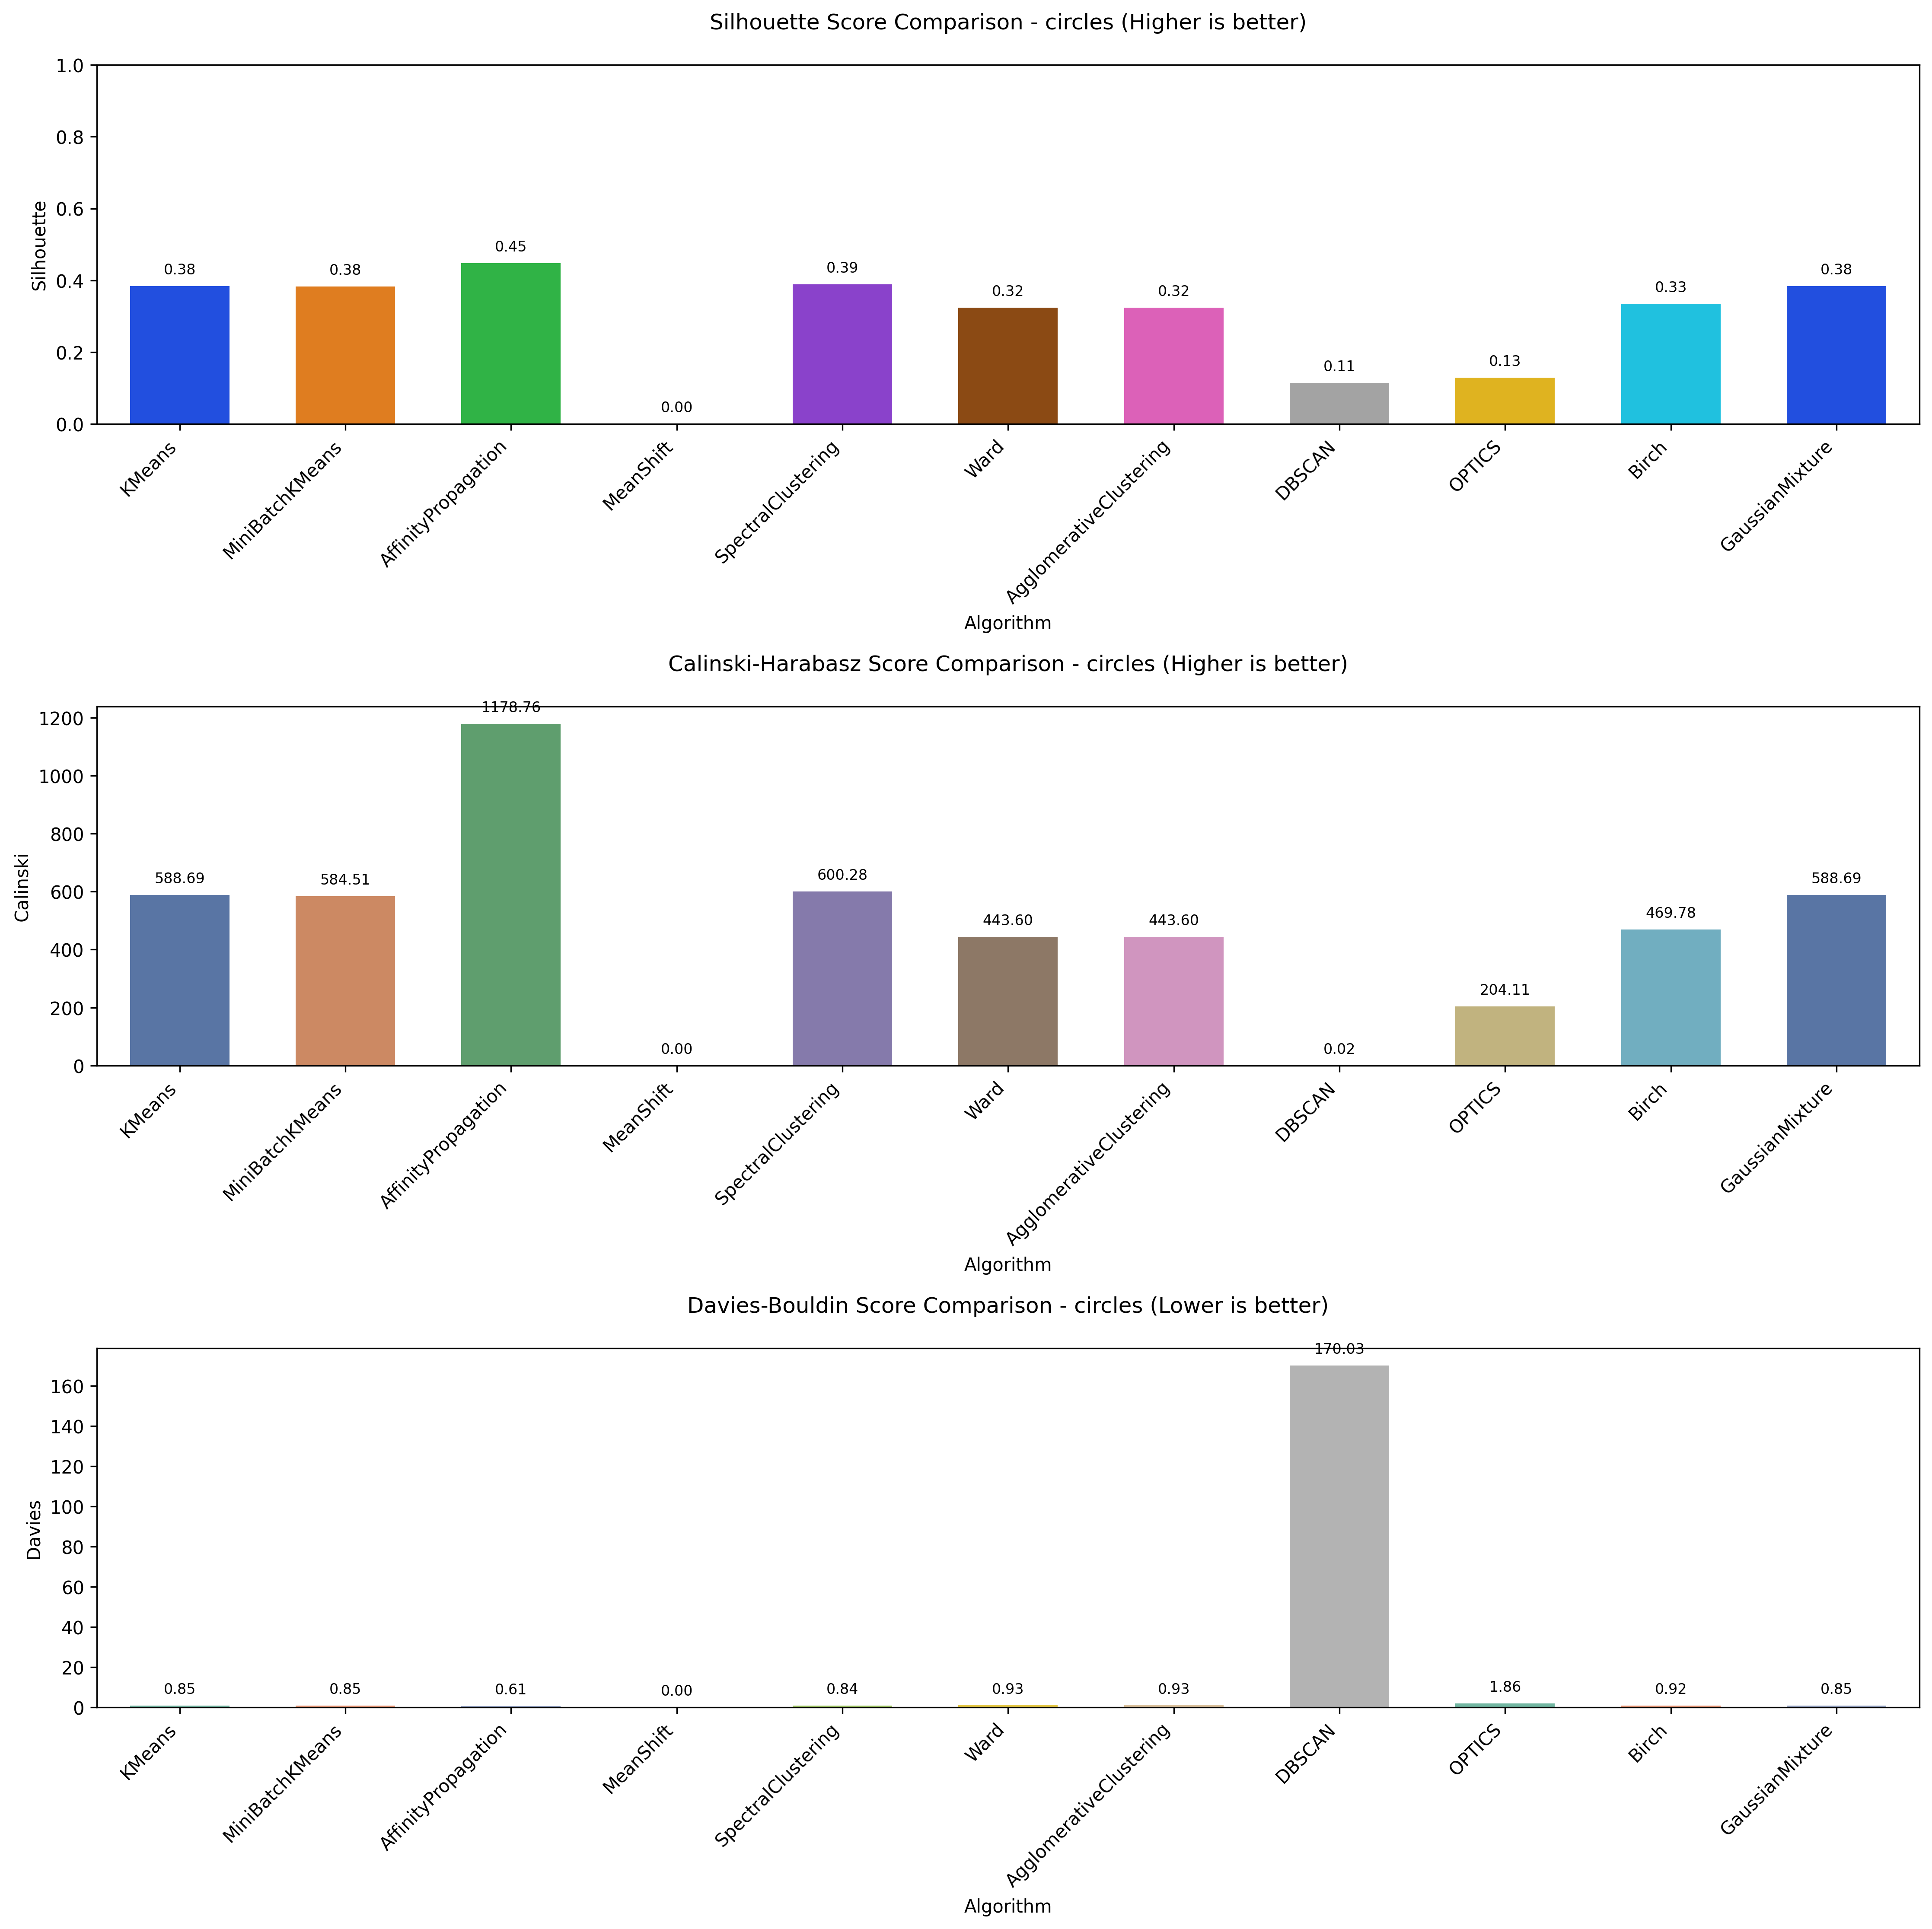 Silhouette Score Comparison - circles (Higher is better)
1.0
0.8
0.6
0.4
0.2
0.0
Silhouette
0.38
0.38
0.45
0.00
0.39
0.32
0.32
0.11
0.13
0.33
0.38
KMeans
MiniBatchKMeans
AffinityPropagation
MeanShift
SpectralClustering
Ward
AgglomerativeClustering
DBSCAN
OPTICS
Birch
GaussianMixture
Algorithm
Calinski-Harabasz Score Comparison - circles (Higher is better)
1200
1000
800
600
400
200
0
Calinski
588.69
584.51
1178.76
0.00
600.28
443.60
443.60
0.02
204.11
469.78
588.69
KMeans
MiniBatchKMeans
AffinityPropagation
MeanShift
SpectralClustering
Ward
AgglomerativeClustering
DBSCAN
OPTICS
Birch
GaussianMixture
Algorithm
Davies-Bouldin Score Comparison - circles (Lower is better)
160
140
120
100
80
60
40
20
0
Davies
0.85
0.85
0.61
0.00
0.84
0.93
0.93
170.03
1.86
0.92
0.85
KMeans
MiniBatchKMeans
AffinityPropagation
MeanShift
SpectralClustering
Ward
AgglomerativeClustering
DBSCAN
OPTICS
Birch
GaussianMixture
Algorithm